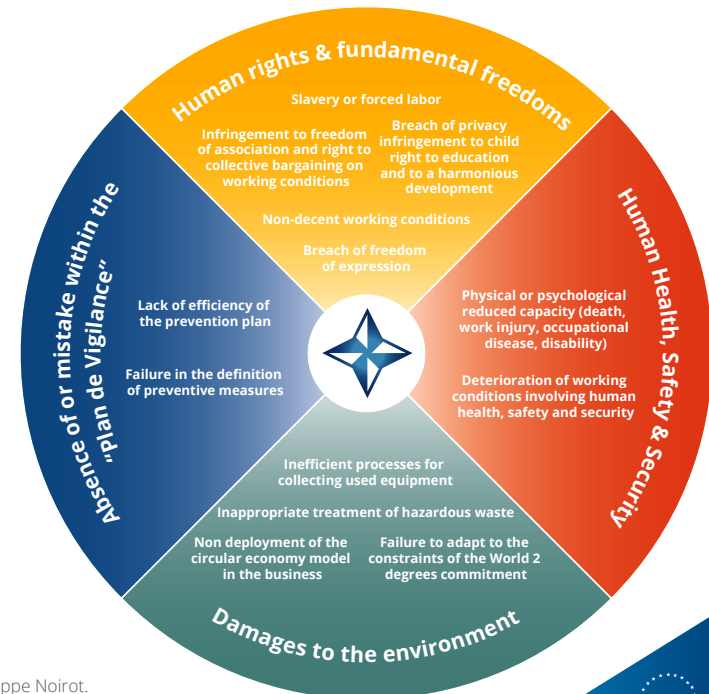 Human rights & fundamental freedoms
Slavery or forced labor
Infringement to freedom
of association and right to
collective bargaining on
working conditions
Breach of privacy
infringement to child
right to education
and to a harmonious
development
Non-decent working conditions
Breach of freedom
of expression
Absence of or mistake within the
"Plan de Vigilance"
Lack of efficiency of
the prevention plan
Failure in the definition
of preventive measures
Human Health, Safety & Security
Physical or psychological
reduced capacity (death,
work injury, occupational
disease, disability)
Deterioration of working
conditions involving human
health, safety and security
Inefficient processes for
collecting used equipment
Inappropriate treatment of hazardous waste
Non deployment of the
circular economy model
in the business
Failure to adapt to the
constraints of the World 2
degrees commitment
Damages to the environment
ppe Noirot.